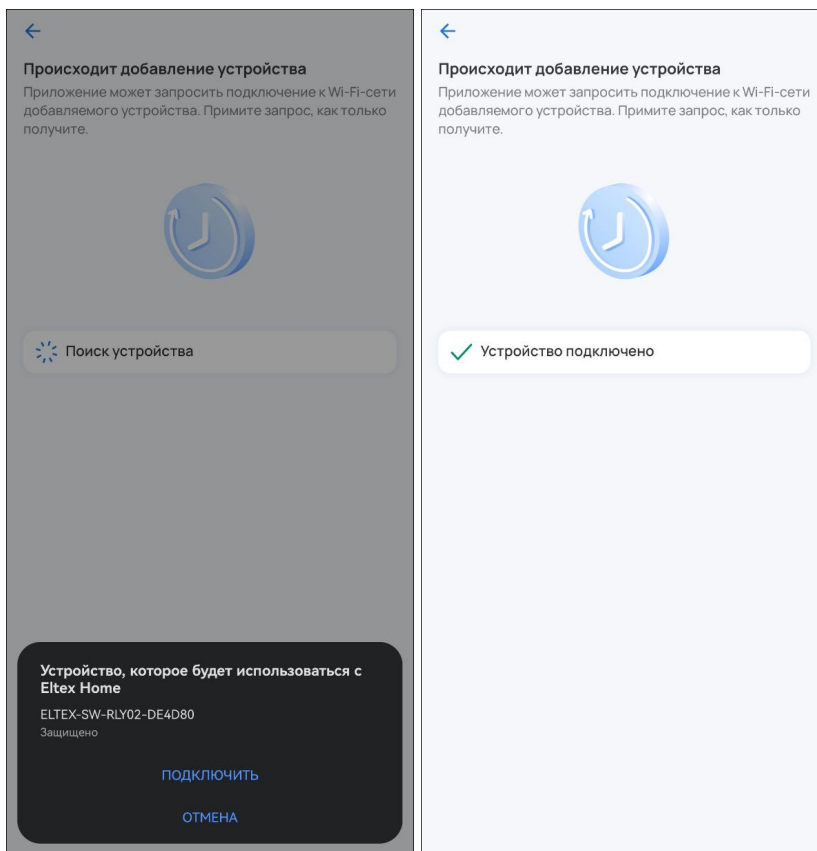 Происходит добавление устройства
Приложение может запросить подключение к Wi-Fi-сети
добавляемого устройства. Примите запрос, как только
получите.
Поиск устройства
Устройство, которое будет использоваться с
Eltex Home
ELTEX-SW-RLY02-DE4D80
Защищено
ПОДКЛЮЧИТЬ
ОТМЕНА
Происходит добавление устройства
Приложение может запросить подключение к Wi-Fi-сети
добавляемого устройства. Примите запрос, как только
получите.
Устройство подключено